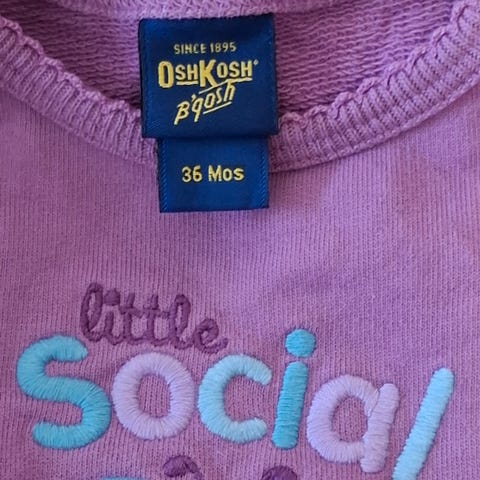 SINCE 1895
OSHKOSH
B'gosh
36 Mos
little
Social